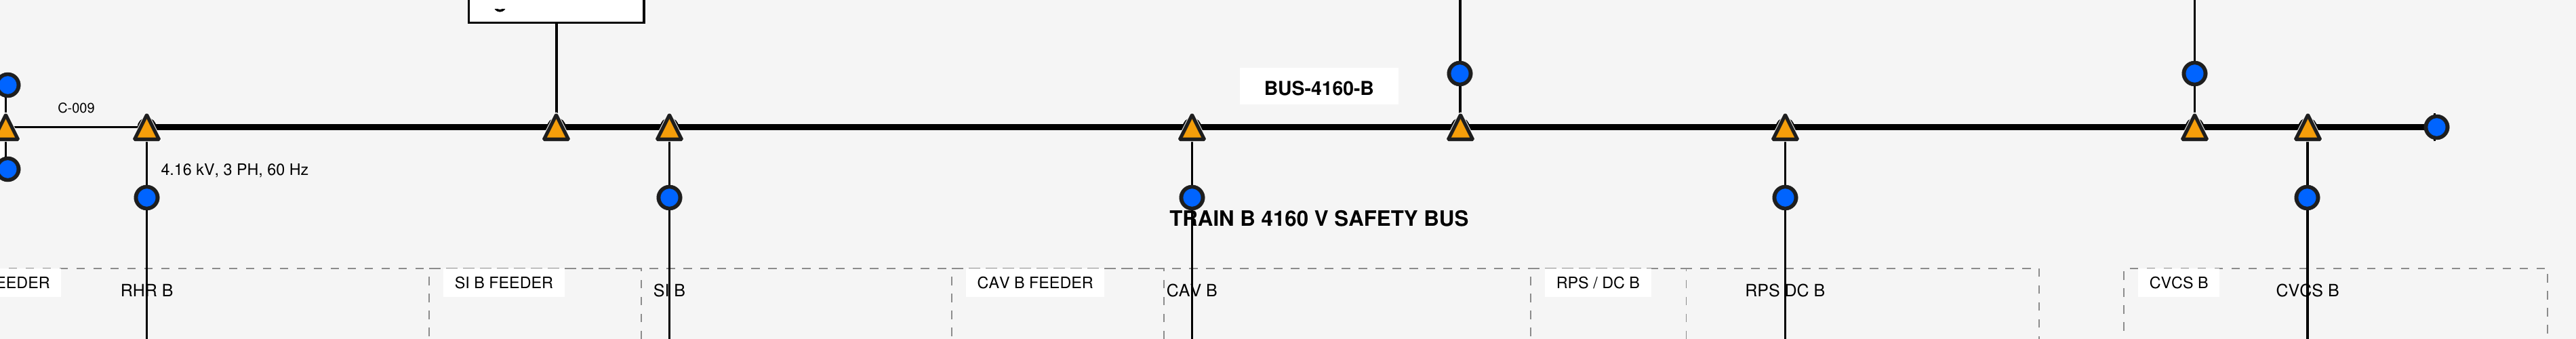 BUS-4160-B
C-009
4.16 kV, 3 PH, 60 Hz
TRAIN B 4160 V SAFETY BUS
SI B FEEDER
CAV B FEEDER
RPS / DC B
CVCS B
RHR B
SI B
CAV B
RPS DC B
CVCS B